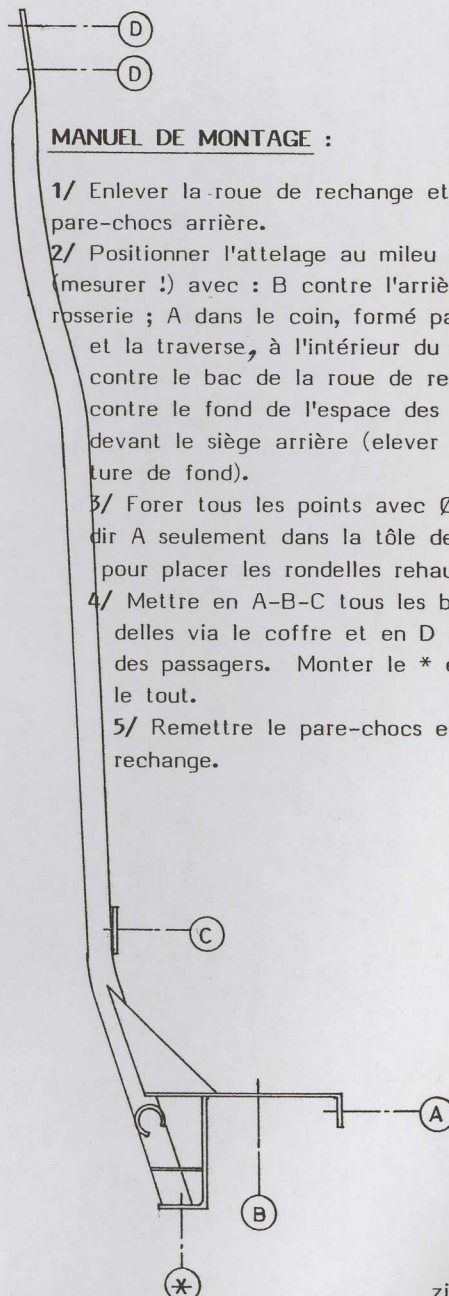 D
D
MANUEL DE MONTAGE :
1/ Enlever la roue de rechange et
pare-chocs arrière.
2/ Positionner l'attelage au mileu
(mesurer !) avec : B contre l'arriè
rosserie ; A dans le coin, formé pa
et la traverse, à l'intérieur du
contre le bac de la roue de re
contre le fond de l'espace des
devant le siège arrière (elever
ture de fond).
3/ Forer tous les points avec Ø
dir A seulement dans la tôle de
pour placer les rondelles rehau
4/ Mettre en A-B-C tous les b
delles via le coffre et en D
des passagers. Monter le * e
le tout.
5/ Remettre le pare-chocs e
rechange.
C
A
B
*
zi